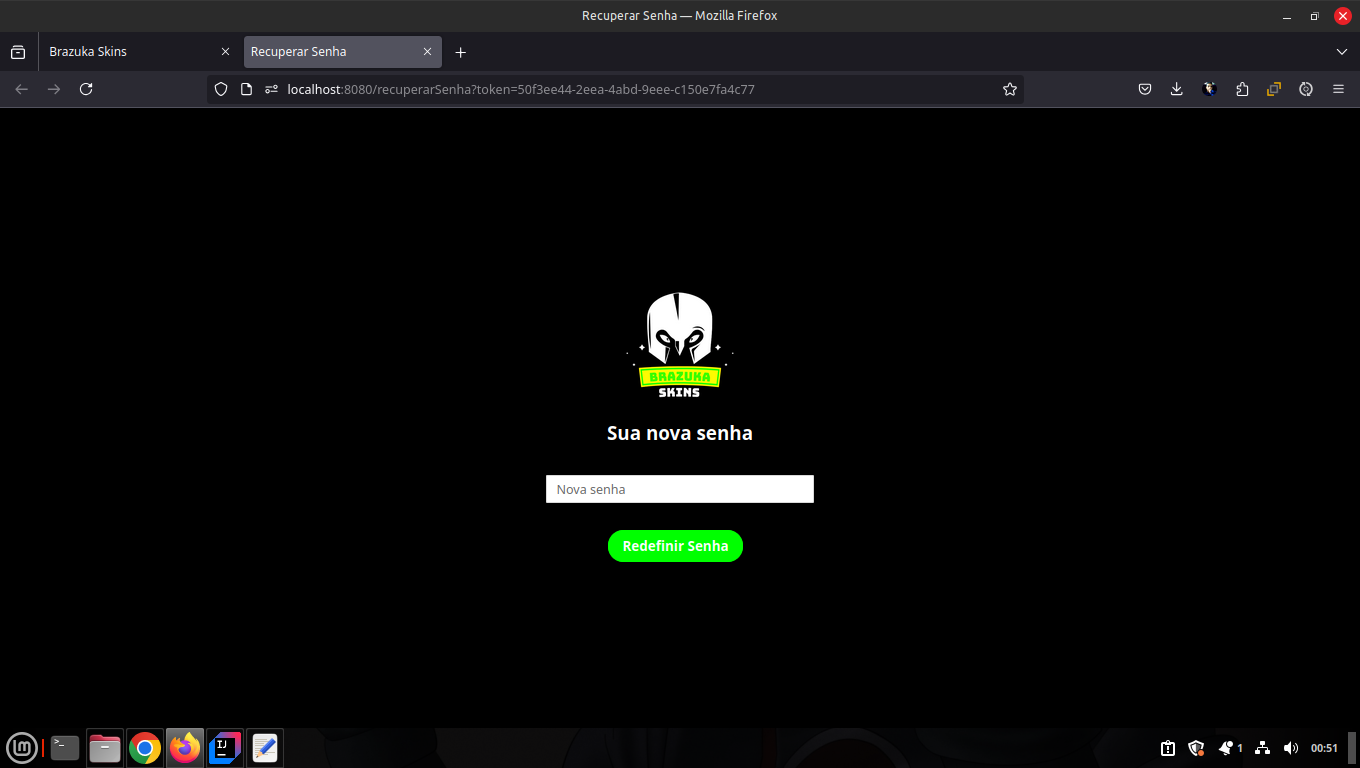 Recuperar Senha — Mozilla Firefox
Brazuka Skins
Recuperar Senha
localhost:8080/recuperarSenha?token=50f3ee44-2eea-4abd-9eee-c150e7fa4c77
BRAZUKA
SKINS
Sua nova senha
Nova senha
Redefinir Senha
1
00:51